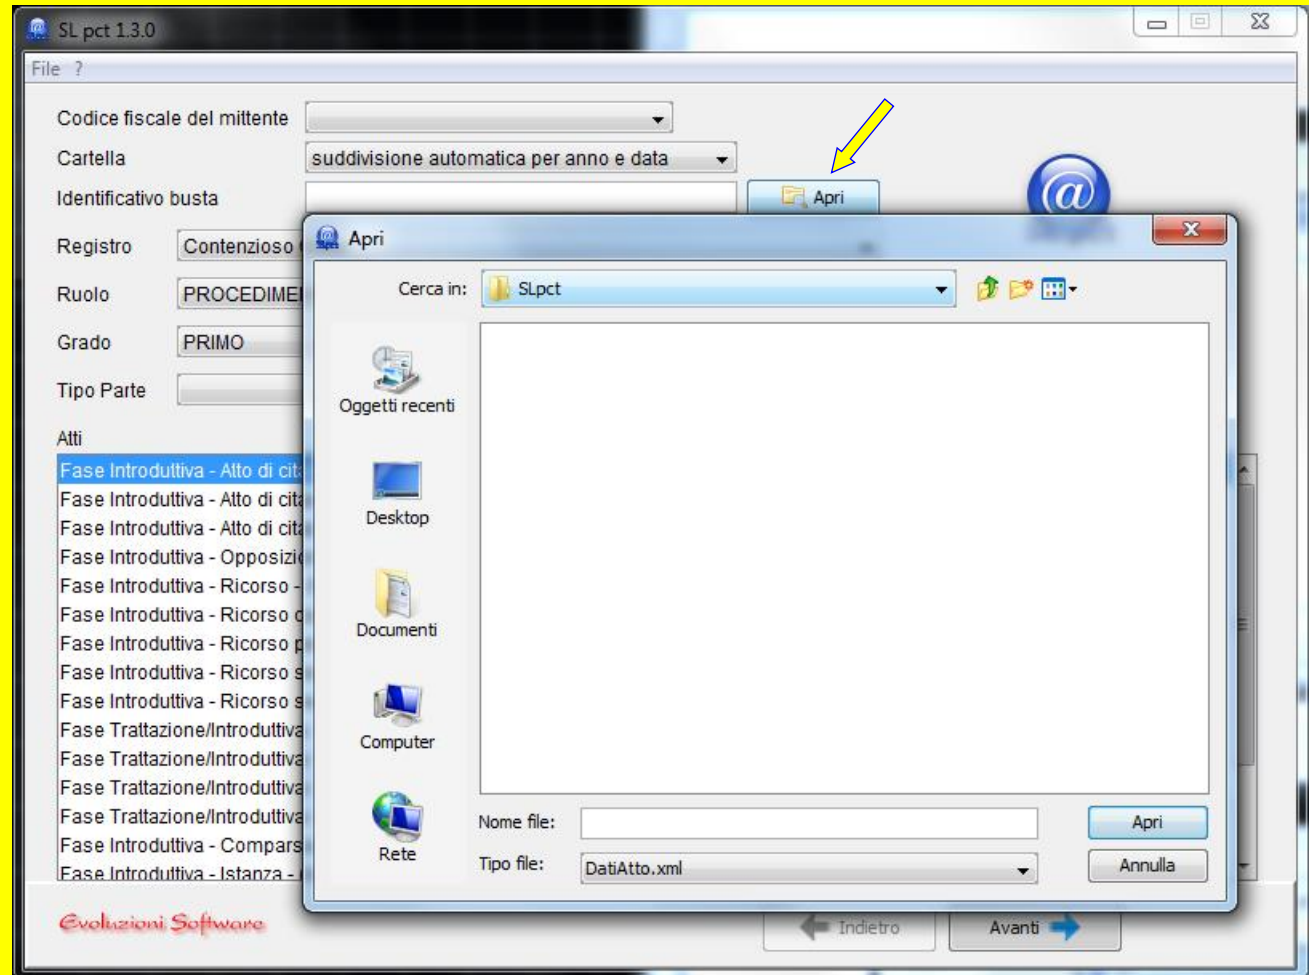 SL pct 1.3.0
File ?
Codice fiscale del mittente
Cartella suddivisione automatica per anno e data
Identificativo busta Apri
Registro Contenzioso
Ruolo PROCEDIME
Grado PRIMO
Tipo Parte
Atti
Fase Introduttiva - Atto di cit
Fase Introduttiva - Atto di cita
Fase Introduttiva - Atto di cita
Fase Introduttiva - Opposizio
Fase Introduttiva - Ricorso -
Fase Introduttiva - Ricorso
Fase Introduttiva - Ricorso p
Fase Introduttiva - Ricorso s
Fase Introduttiva - Ricorso s
Fase Trattazione/Introduttiva
Fase Trattazione/Introduttiva
Fase Trattazione/Introduttiva
Fase Trattazione/Introduttiva
Fase Introduttiva - Compars
Fase Introduttiva - Istanza -
Apri
Cerca in: SLpct
Oggetti recenti
Desktop
Documenti
Computer
Rete
Nome file: Apri
Tipo file: DatiAtto.xml Annulla
Evoluzioni Software Indietro Avanti